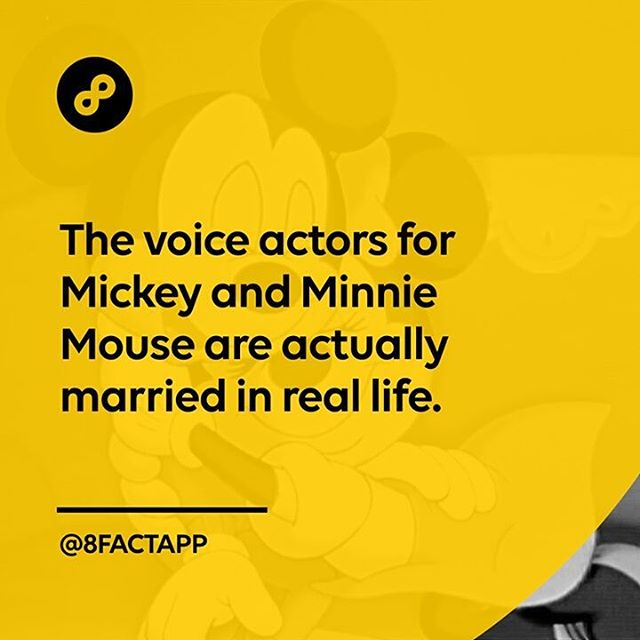 The voice actors for
Mickey and Minnie
Mouse are actually
married in real life.
@8FACTAPP